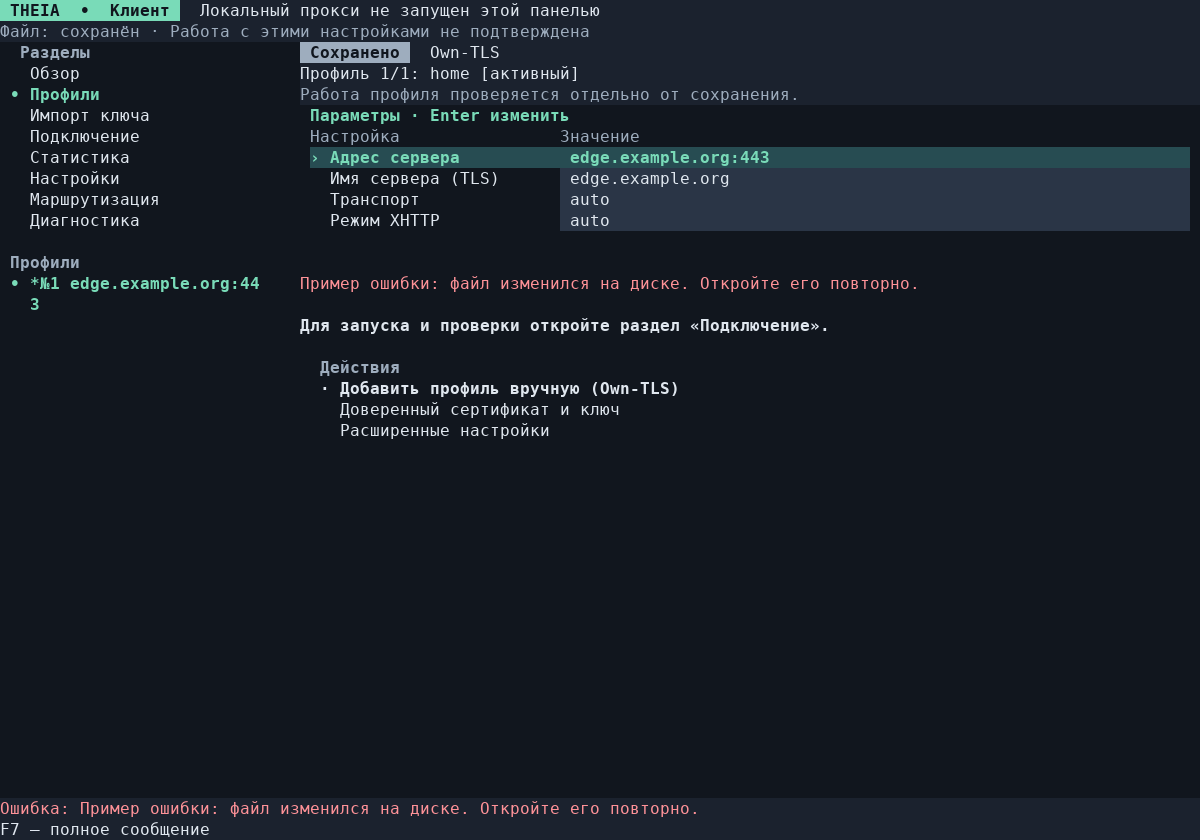 THEIA • Клиент Локальный прокси не запущен этой панелью
Файл: сохранён · Работа с этими настройками не подтверждена
Разделы
Обзор
• Профили
Импорт ключа
Подключение
Статистика
Настройки
Маршрутизация
Диагностика
Профили
• *№1 edge.example.org:44
3
Сохранено Own-TLS
Профиль 1/1: home [активный]
Работа профиля проверяется отдельно от сохранения.
Параметры · Enter изменить
Настройка Значение
› Адрес сервера edge.example.org:443
Имя сервера (TLS) edge.example.org
Транспорт auto
Режим XHTTP auto
Пример ошибки: файл изменился на диске. Откройте его повторно.
Для запуска и проверки откройте раздел «Подключение».
Действия
· Добавить профиль вручную (Own-TLS)
Доверенный сертификат и ключ
Расширенные настройки
Ошибка: Пример ошибки: файл изменился на диске. Откройте его повторно.
F7 — полное сообщение